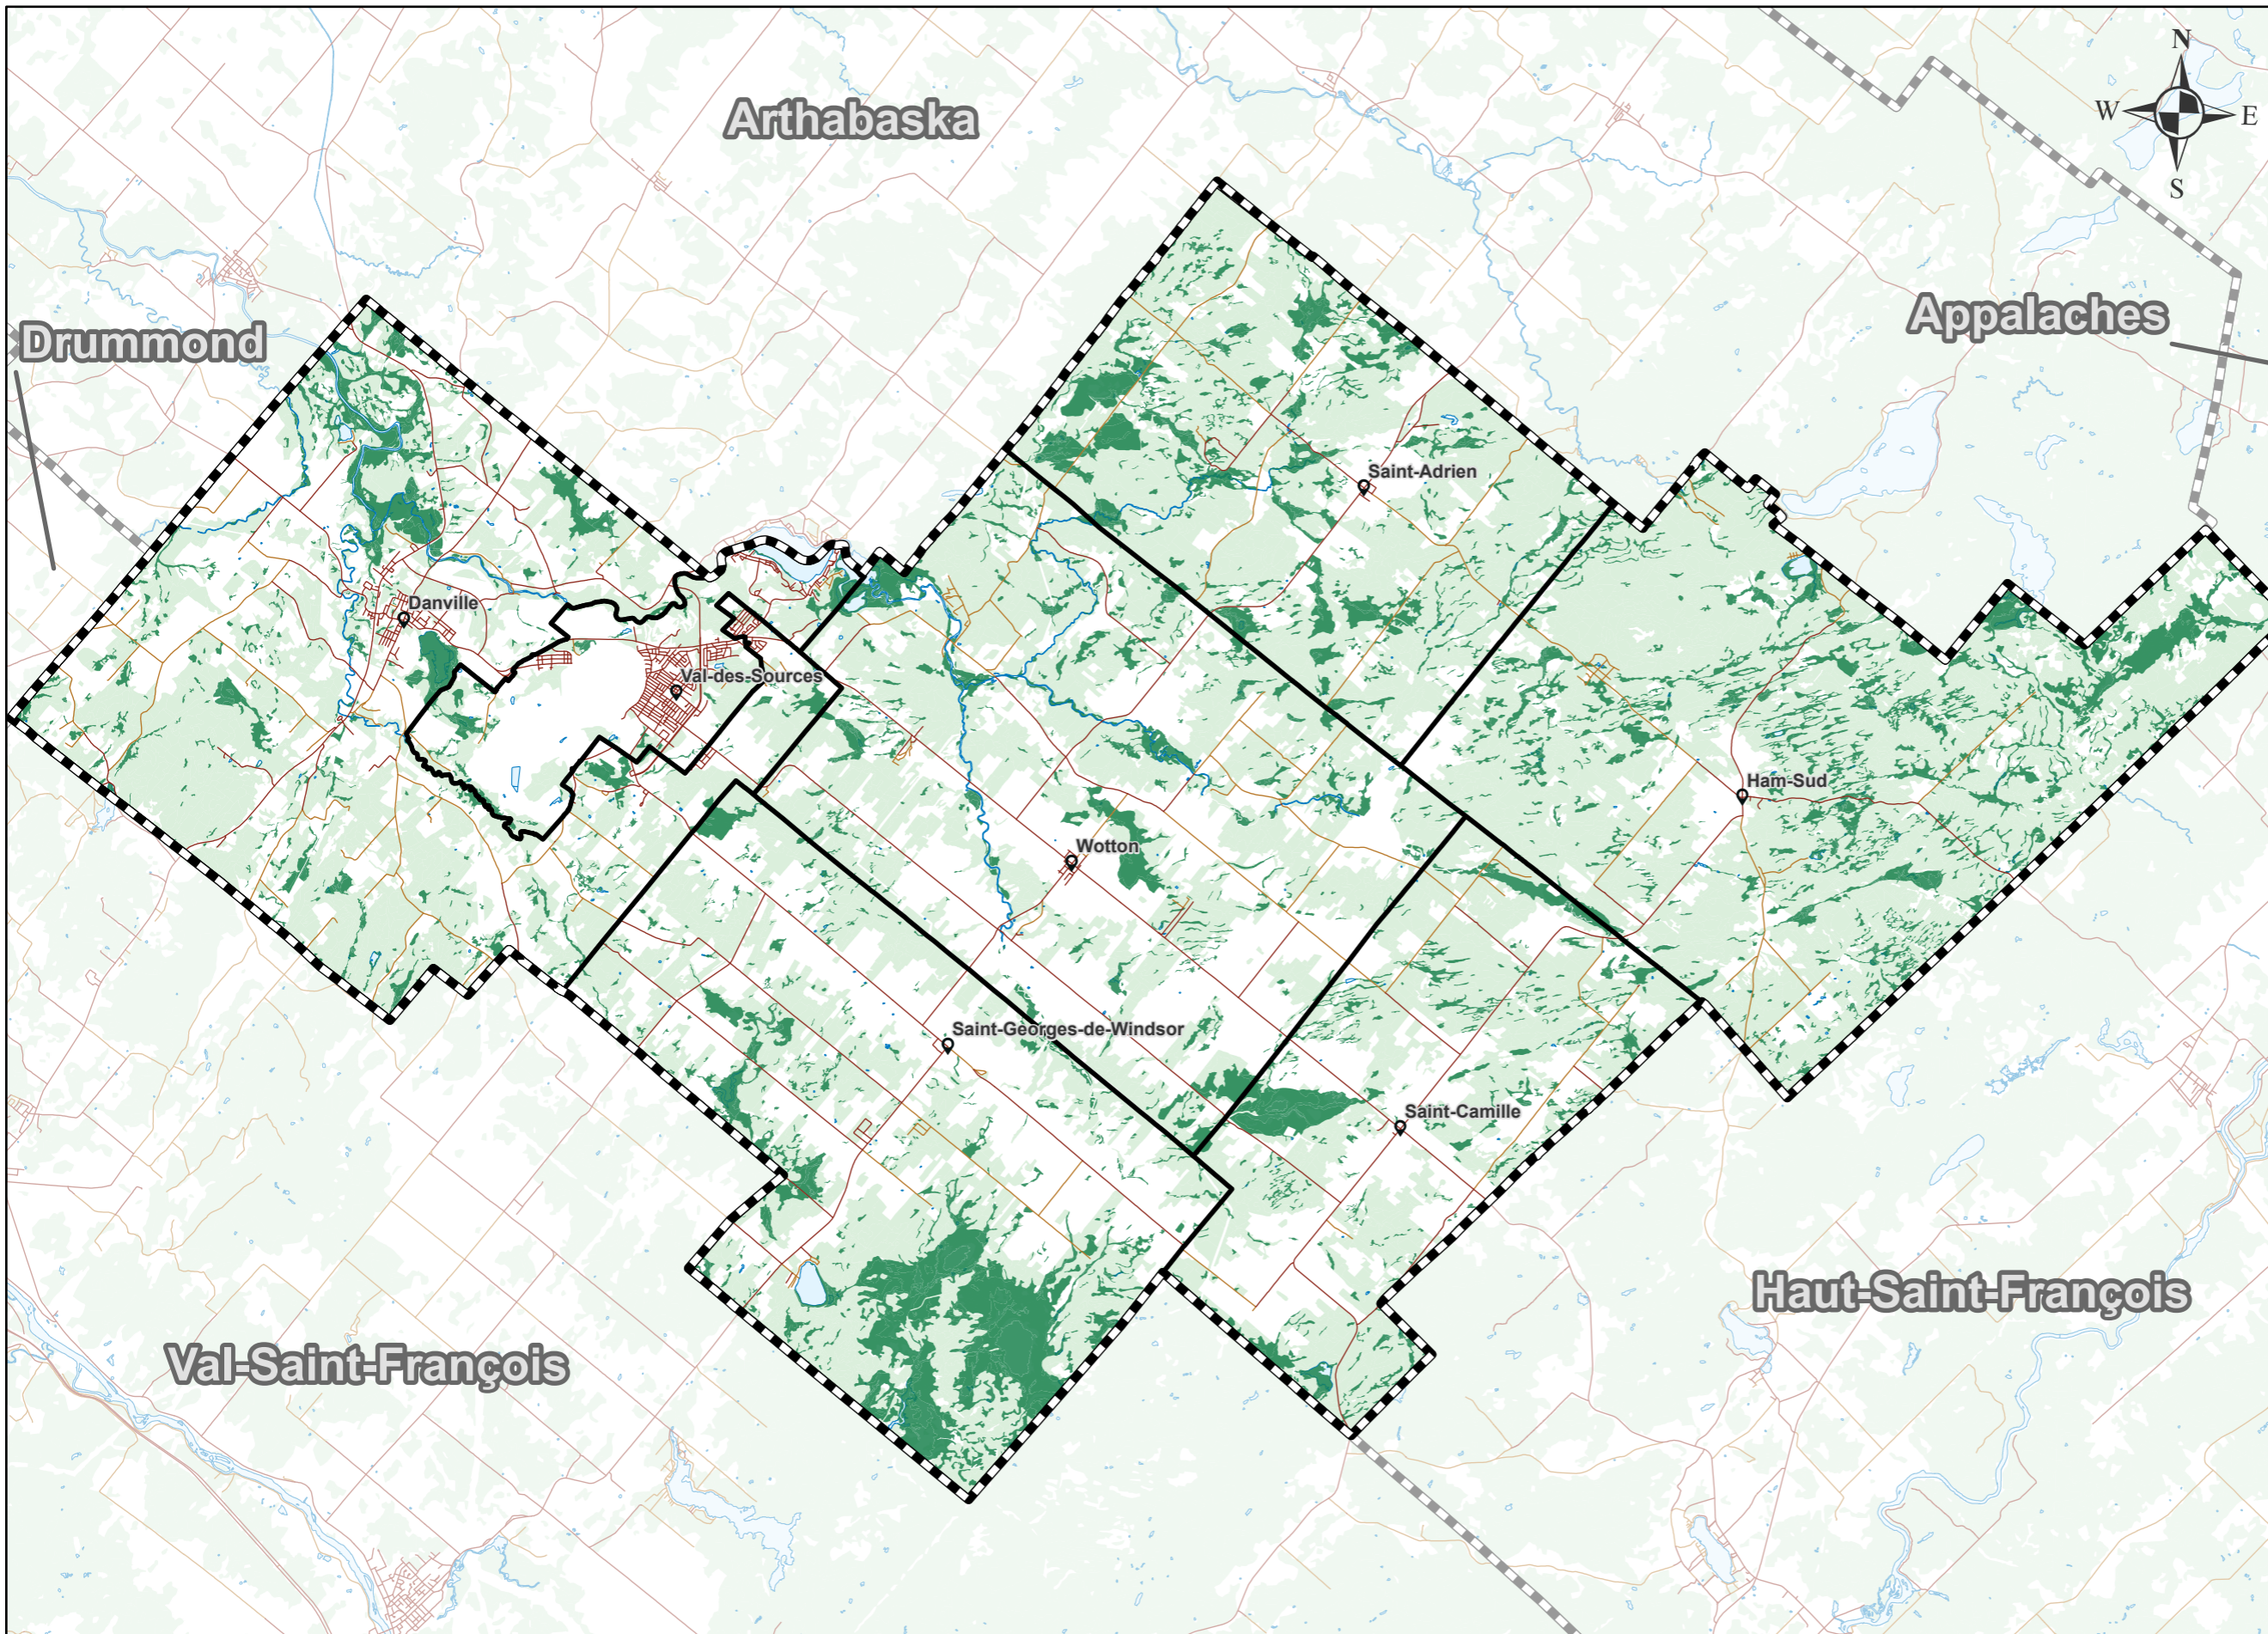 N
Arthabaska
W
E
S
Appalaches
Drummond
Saint-Adrien
Danville
Val-des-Sources
Ham-Sud
Wotton
Saint-Georges-de-Windsor
Saint-Camille
Haut-Saint-François
Val-Saint-François